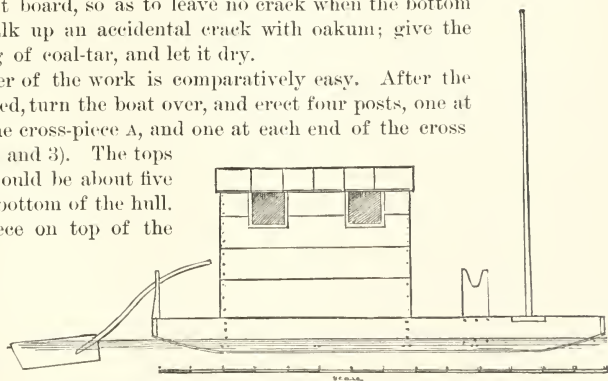 t board, so as to leave no crack when the bottom
alk up an accidental crack with oakum; give the
g of coal-tar, and let it dry.
er of the work is comparatively easy. After the
ed, turn the boat over, and erect four posts, one at
he cross-piece A, and one at each end of the cross
and 3). The tops
ould be about five
bottom of the hull.
ece on top of the
scale